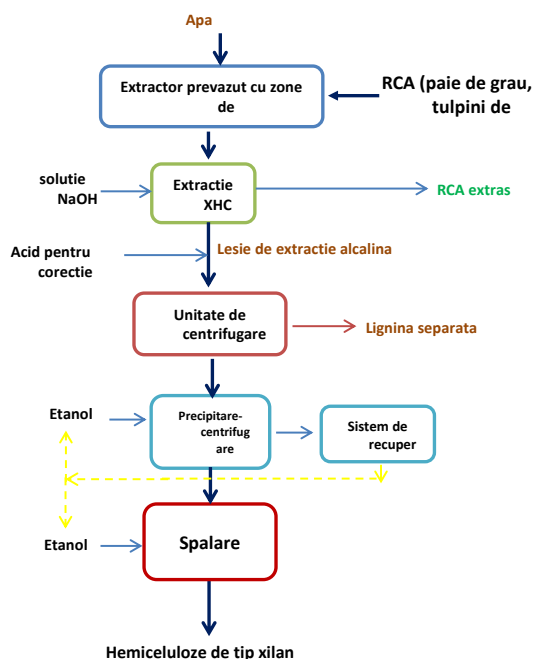 Apa
Extractor prevazut cu zone
de
RCA (paie de grau,
tulpini de
solutie
NaOH
Extractie
XHC
RCA extras
Acid pentru
corectie
Lesie de extractie alcalina
Unitate de
centrifugare
Lignina separata
Etanol
Precipitare-
centrifug
are
Sistem de
recuper
Etanol
Spalare
Hemiceluloze de tip xilan